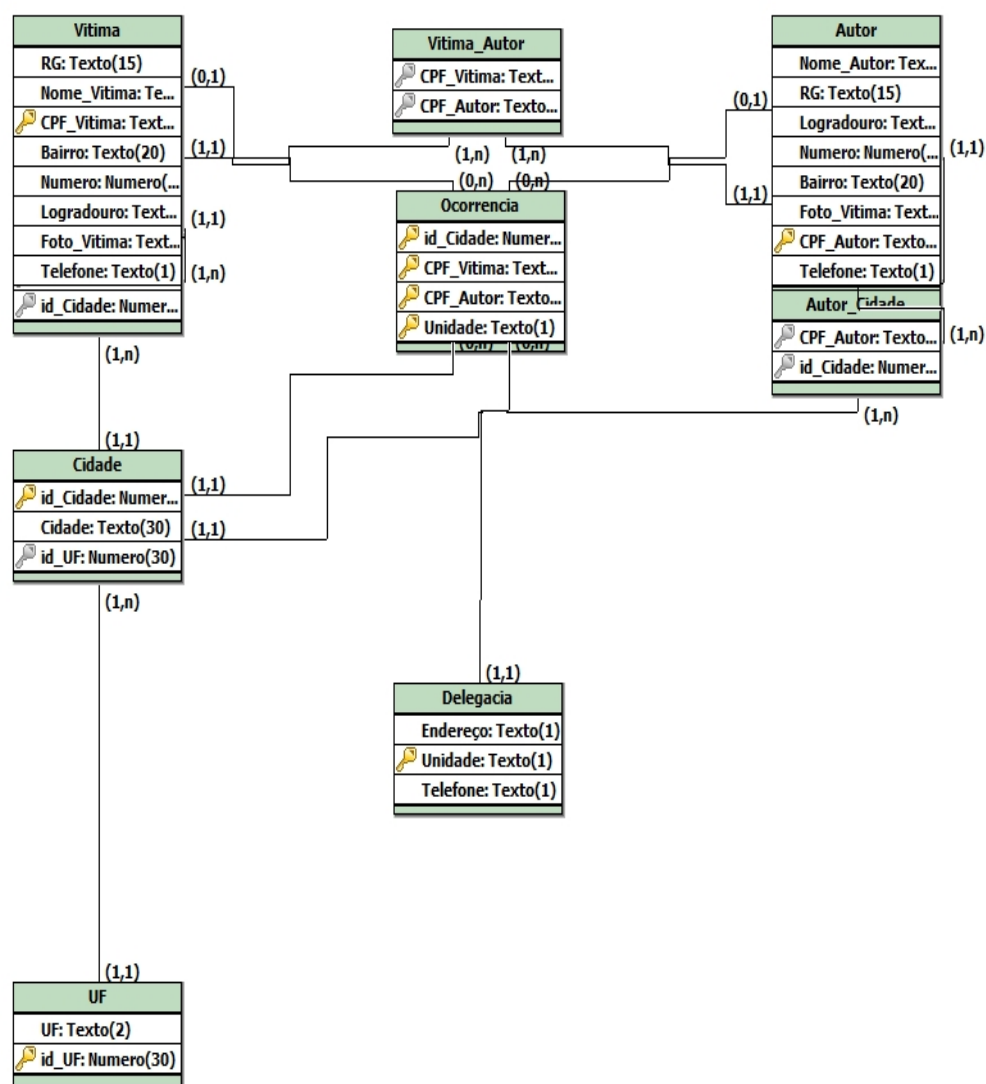 Vitima
RG: Texto(15)
Nome_Vitima: Te...
CPF_Vitima: Text...
Bairro: Texto(20)
Numero: Numero(...
Logradouro: Text...
Foto_Vitima: Text...
Telefone: Texto(1)
id_Cidade: Numer...
(0,1)
(1,1)
(1,1)
(1,n)
(1,n)
Vitima_Autor
CPF_Vitima: Text...
CPF_Autor: Texto...
(1,n)
(1,n)
(0,n)
(0,n)
Ocorrencia
id_Cidade: Numer...
CPF_Vitima: Text...
CPF_Autor: Texto...
Unidade: Texto(1)
(0,n)
(0,n)
Autor
Nome_Autor: Tex...
RG: Texto(15)
Logradouro: Text...
Numero: Numero(...
Bairro: Texto(20)
Foto_Vitima: Text...
CPF_Autor: Texto...
Telefone: Texto(1)
(0,1)
(1,1)
(1,1)
Autor_Cidade
CPF_Autor: Texto...
id_Cidade: Numer...
(1,n)
(1,n)
(1,1)
Cidade
id_Cidade: Numer...
Cidade: Texto(30)
id_UF: Numero(30)
(1,1)
(1,1)
(1,n)
(1,1)
Delegacia
Endereço: Texto(1)
Unidade: Texto(1)
Telefone: Texto(1)
(1,1)
UF
UF: Texto(2)
id_UF: Numero(30)